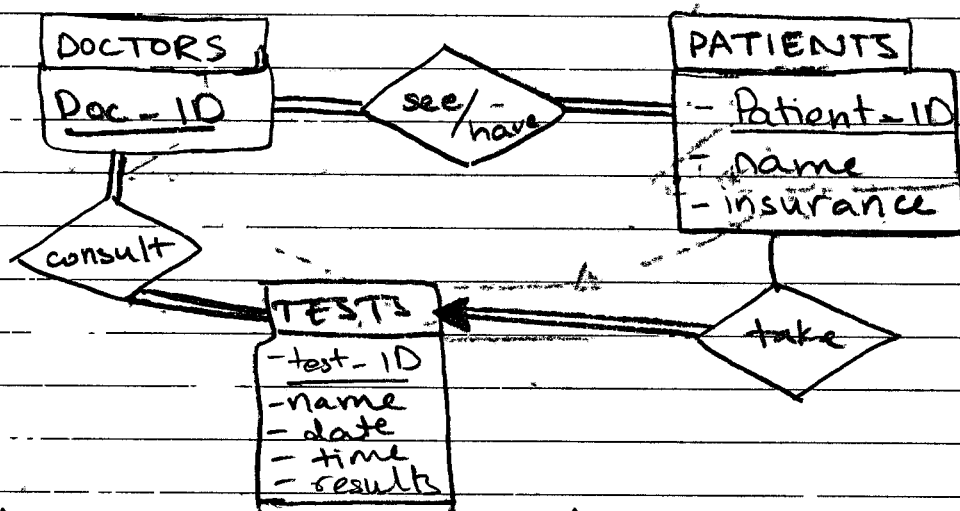 DOCTORS
Doc_ID
see/
have
PATIENTS
- Patient_ID
- name
- insurance
consult
TESTS
- test_ID
- name
- date
- time
- results
take